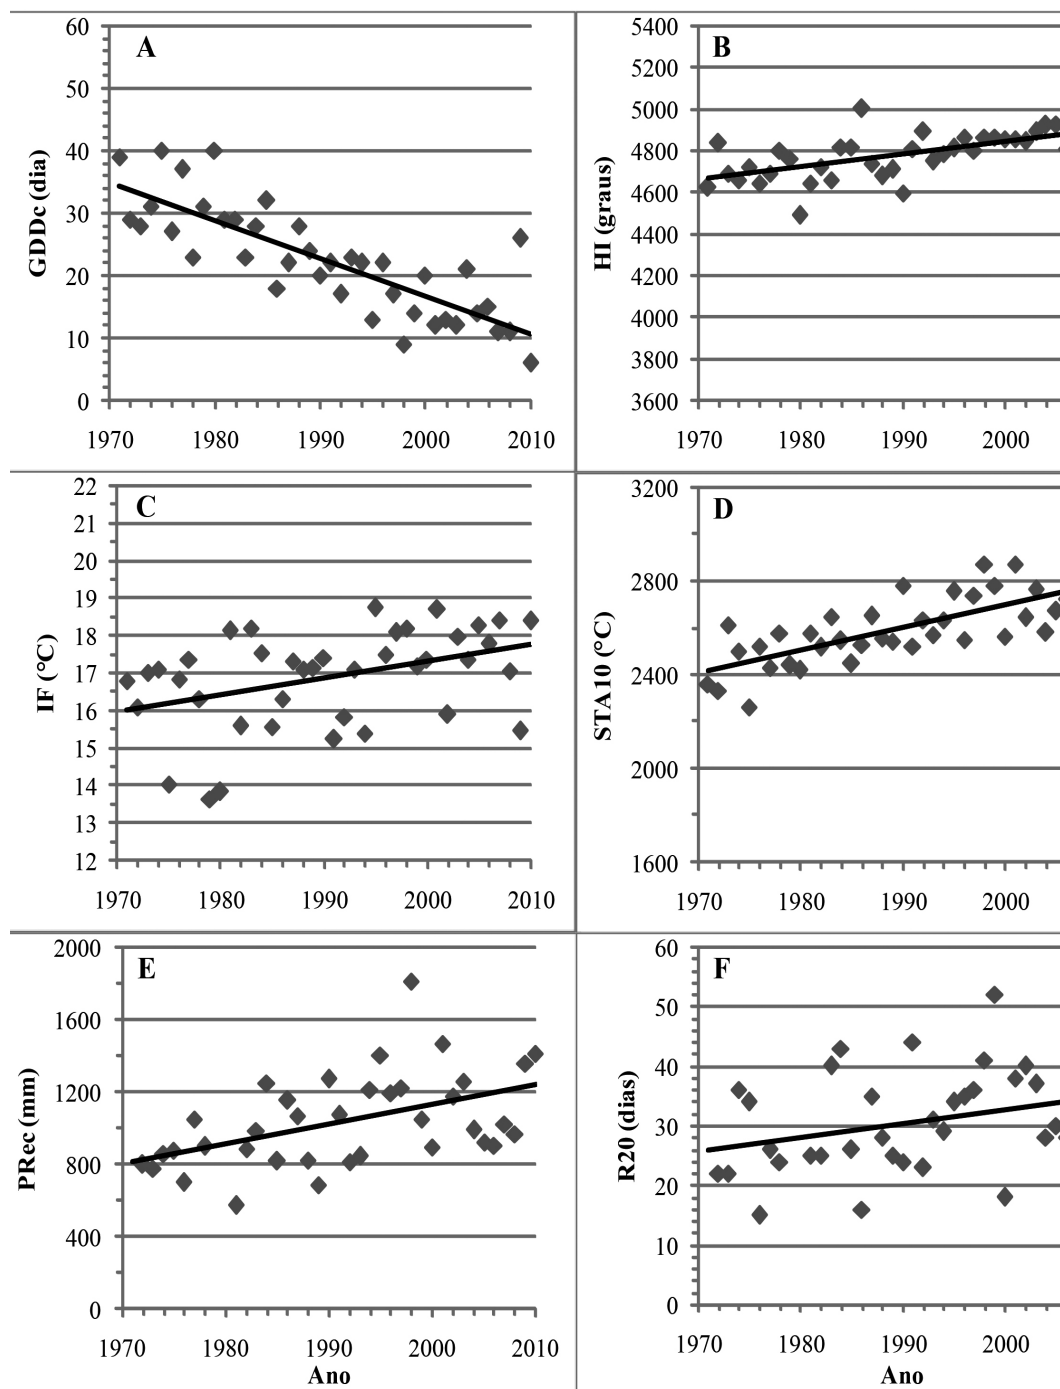 A
GDDc (dia)
60
50
40
30
20
10
0
1970 1980 1990 2000 2010
B
HI (graus)
5400
5200
5000
4800
4600
4400
4200
4000
3800
3600
1970 1980 1990 2000
C
IF (°C)
22
21
20
19
18
17
16
15
14
13
12
1970 1980 1990 2000 2010
D
STA10 (°C)
3200
2800
2400
2000
1600
1970 1980 1990 2000
E
PRec (mm)
2000
1600
1200
800
400
0
1970 1980 1990 2000 2010
Ano
F
R20 (dias)
60
50
40
30
20
10
0
1970 1980 1990 2000
Ano